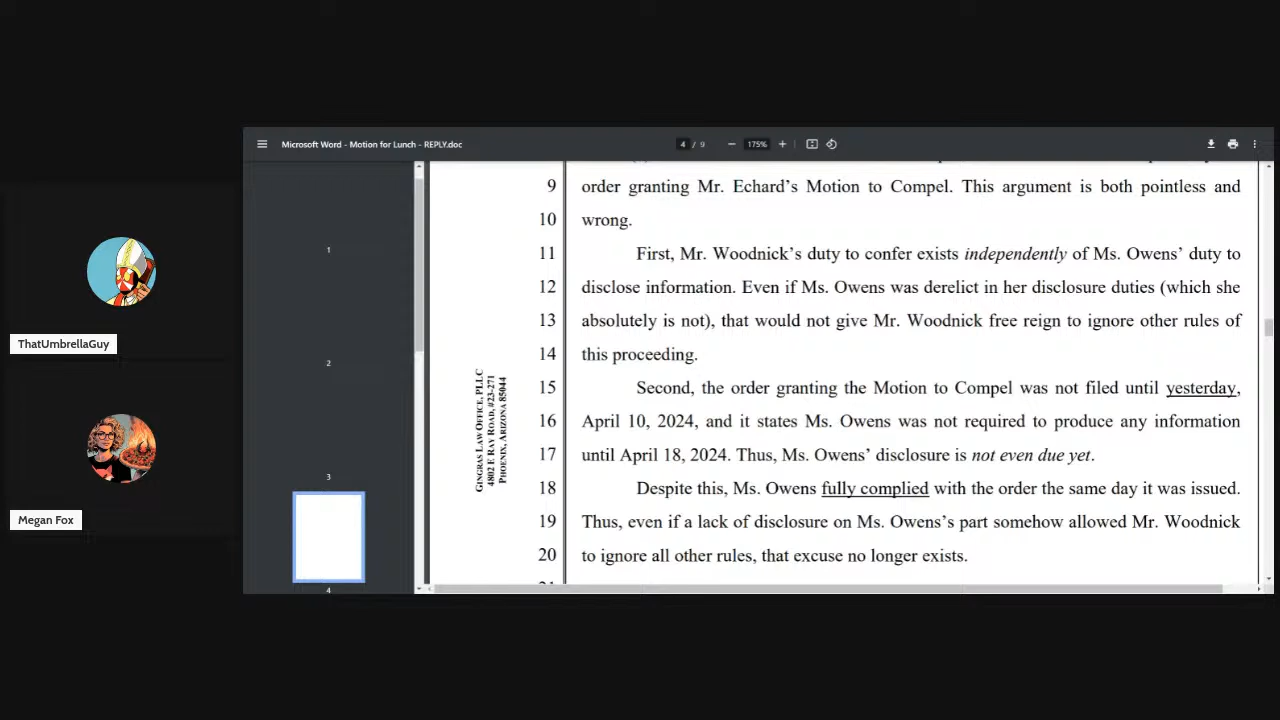 Microsoft Word - Motion for Lunch - REPLY.doc
4 / 9
175%
ThatUmbrellaGuy
Megan Fox
1
2
3
4
GINGRAS LAW OFFICE, PLLC
4802 E RAY ROAD, #23-271
PHOENIX, ARIZONA 85044
9 order granting Mr. Echard's Motion to Compel. This argument is both pointless and
10 wrong.
11 First, Mr. Woodnick's duty to confer exists independently of Ms. Owens' duty to
12 disclose information. Even if Ms. Owens was derelict in her disclosure duties (which she
13 absolutely is not), that would not give Mr. Woodnick free reign to ignore other rules of
14 this proceeding.
15 Second, the order granting the Motion to Compel was not filed until yesterday,
16 April 10, 2024, and it states Ms. Owens was not required to produce any information
17 until April 18, 2024. Thus, Ms. Owens' disclosure is not even due yet.
18 Despite this, Ms. Owens fully complied with the order the same day it was issued.
19 Thus, even if a lack of disclosure on Ms. Owens's part somehow allowed Mr. Woodnick
20 to ignore all other rules, that excuse no longer exists.